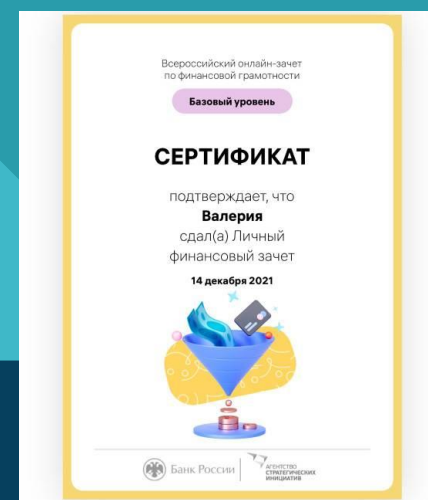 Всероссийский онлайн-зачет
по финансовой грамотности
Базовый уровень
СЕРТИФИКАТ
подтверждает, что
Валерия
сдал(а) Личный
финансовый зачет
14 декабря 2021
Банк России
АГЕНТСТВО
СТРАТЕГИЧЕСКИХ
ИНИЦИАТИВ